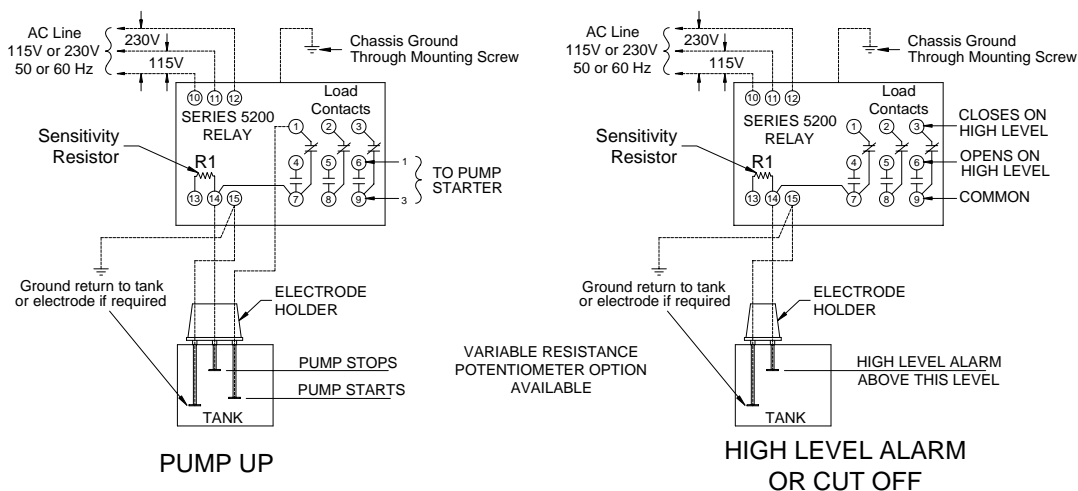 AC Line
115V or 230V
50 or 60 Hz
230V
115V
Chassis Ground
Through Mounting Screw
10 11 12
SERIES 5200
RELAY
Load
Contacts
1 2 3
4 5 6
7 8 9
Sensitivity
Resistor
R1
13 14 15
1
3
TO PUMP
STARTER
Ground return to tank
or electrode if required
ELECTRODE
HOLDER
PUMP STOPS
PUMP STARTS
TANK
PUMP UP
VARIABLE RESISTANCE
POTENTIOMETER OPTION
AVAILABLE
AC Line
115V or 230V
50 or 60 Hz
230V
115V
Chassis Ground
Through Mounting Screw
10 11 12
SERIES 5200
RELAY
Load
Contacts
1 2 3
4 5 6
7 8 9
CLOSES ON
HIGH LEVEL
OPENS ON
HIGH LEVEL
COMMON
Sensitivity
Resistor
R1
13 14 15
Ground return to tank
or electrode if required
ELECTRODE
HOLDER
HIGH LEVEL ALARM
ABOVE THIS LEVEL
TANK
HIGH LEVEL ALARM
OR CUT OFF